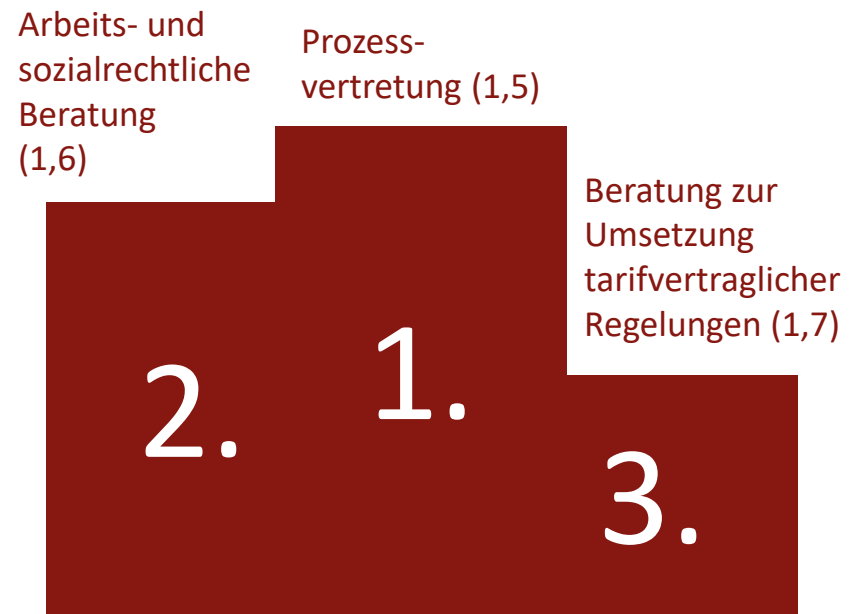 Arbeits- und
sozialrechtliche
Beratung
(1,6)
Prozess-
vertretung (1,5)
Beratung zur
Umsetzung
tarifvertraglicher
Regelungen (1,7)
2.
1.
3.